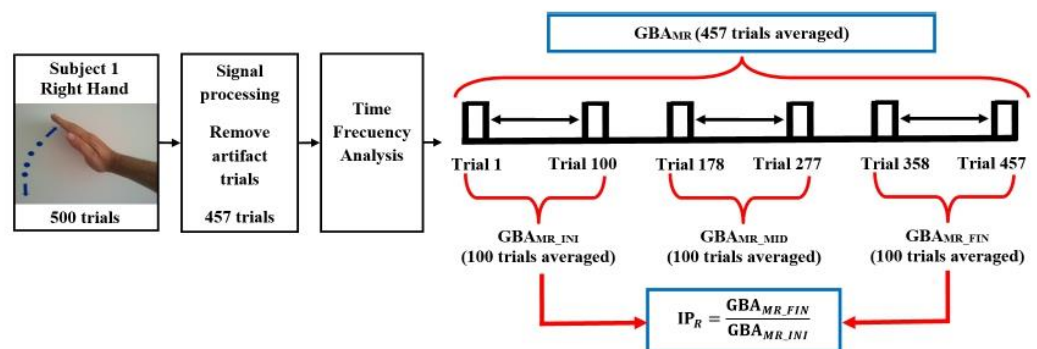 Subject 1
Right Hand
500 trials
Signal
processing
Remove
artifact
trials
457 trials
Time
Frecuency
Analysis
GBAMR (457 trials averaged)
Trial 1
Trial 100
Trial 178
Trial 277
Trial 358
Trial 457
GBAMR_INI
(100 trials averaged)
GBAMR_MID
(100 trials averaged)
GBAMR_FIN
(100 trials averaged)
IPR = GBAMR_FIN
GBAMR_INI